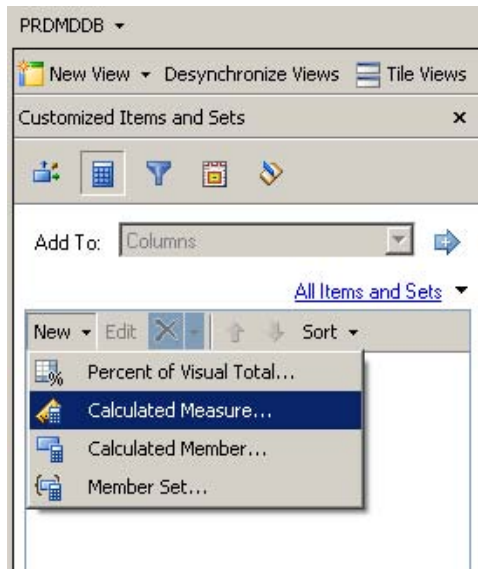 PRDMDDB
New View Desynchronize Views Tile Views
Customized Items and Sets
Add To: Columns
All Items and Sets
New Edit Sort
Percent of Visual Total...
Calculated Measure...
Calculated Member...
Member Set...